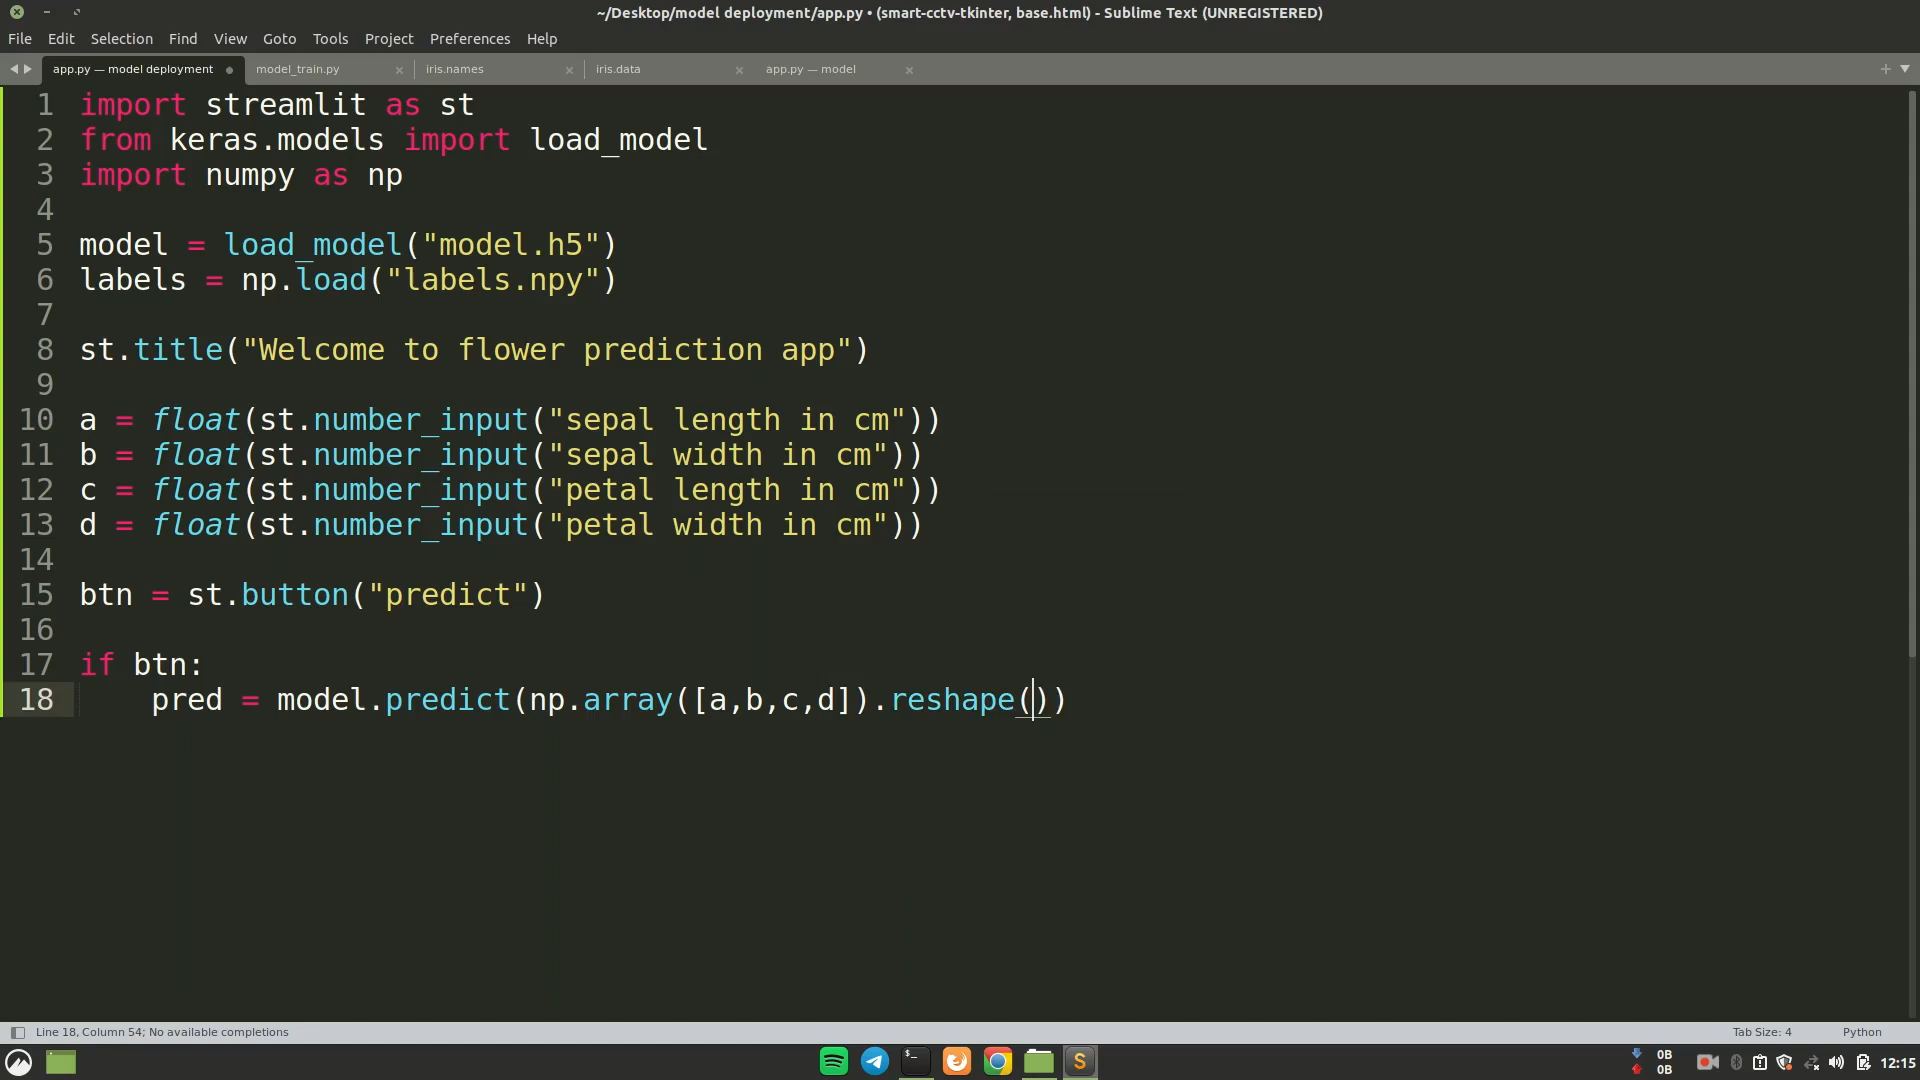 ~/Desktop/model deployment/app.py • (smart-cctv-tkinter, base.html) - Sublime Text (UNREGISTERED)
File Edit Selection Find View Goto Tools Project Preferences Help
app.py — model deployment model_train.py iris.names iris.data app.py — model
1 import streamlit as st
2 from keras.models import load_model
3 import numpy as np
4
5 model = load_model("model.h5")
6 labels = np.load("labels.npy")
7
8 st.title("Welcome to flower prediction app")
9
10 a = float(st.number_input("sepal length in cm"))
11 b = float(st.number_input("sepal width in cm"))
12 c = float(st.number_input("petal length in cm"))
13 d = float(st.number_input("petal width in cm"))
14
15 btn = st.button("predict")
16
17 if btn:
18     pred = model.predict(np.array([a,b,c,d]).reshape())
Line 18, Column 54; No available completions Tab Size: 4 Python
0B
0B
12:15